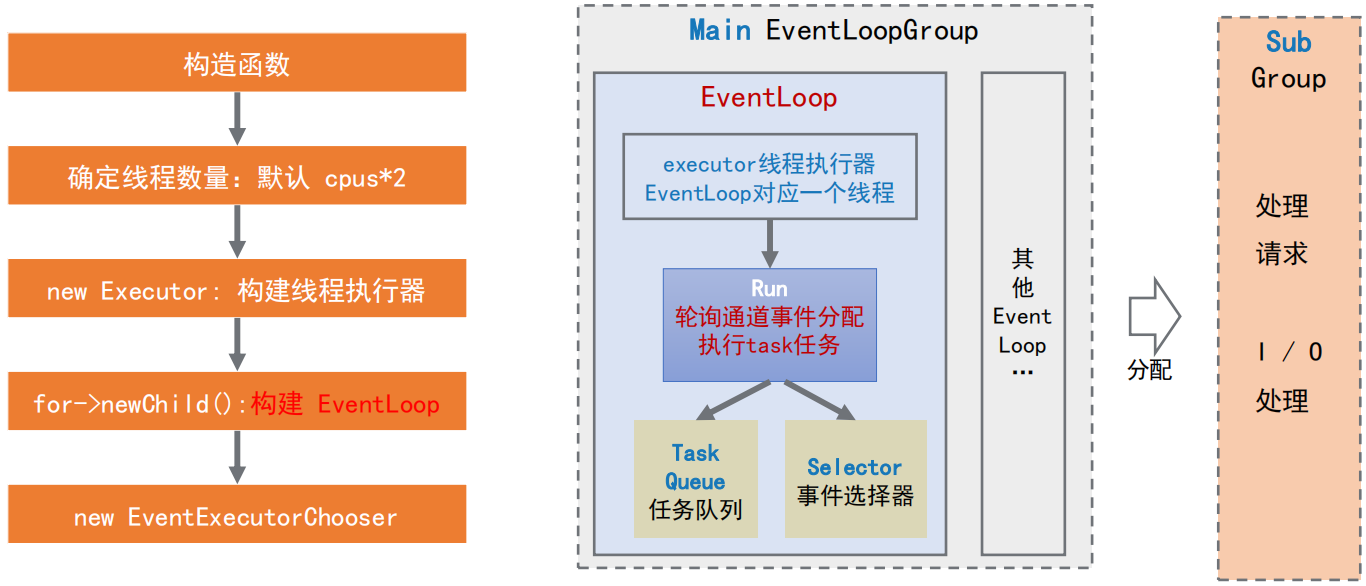 构造函数
确定线程数量：默认 cpus*2
new Executor: 构建线程执行器
for->newChild():构建 EventLoop
new EventExecutorChooser
Main EventLoopGroup
EventLoop
executor线程执行器
EventLoop对应一个线程
Run
轮询通道事件分配
执行task任务
Task
Queue
任务队列
Selector
事件选择器
其
他
Event
Loop
…
分配
Sub
Group
处理
请求
I / O
处理